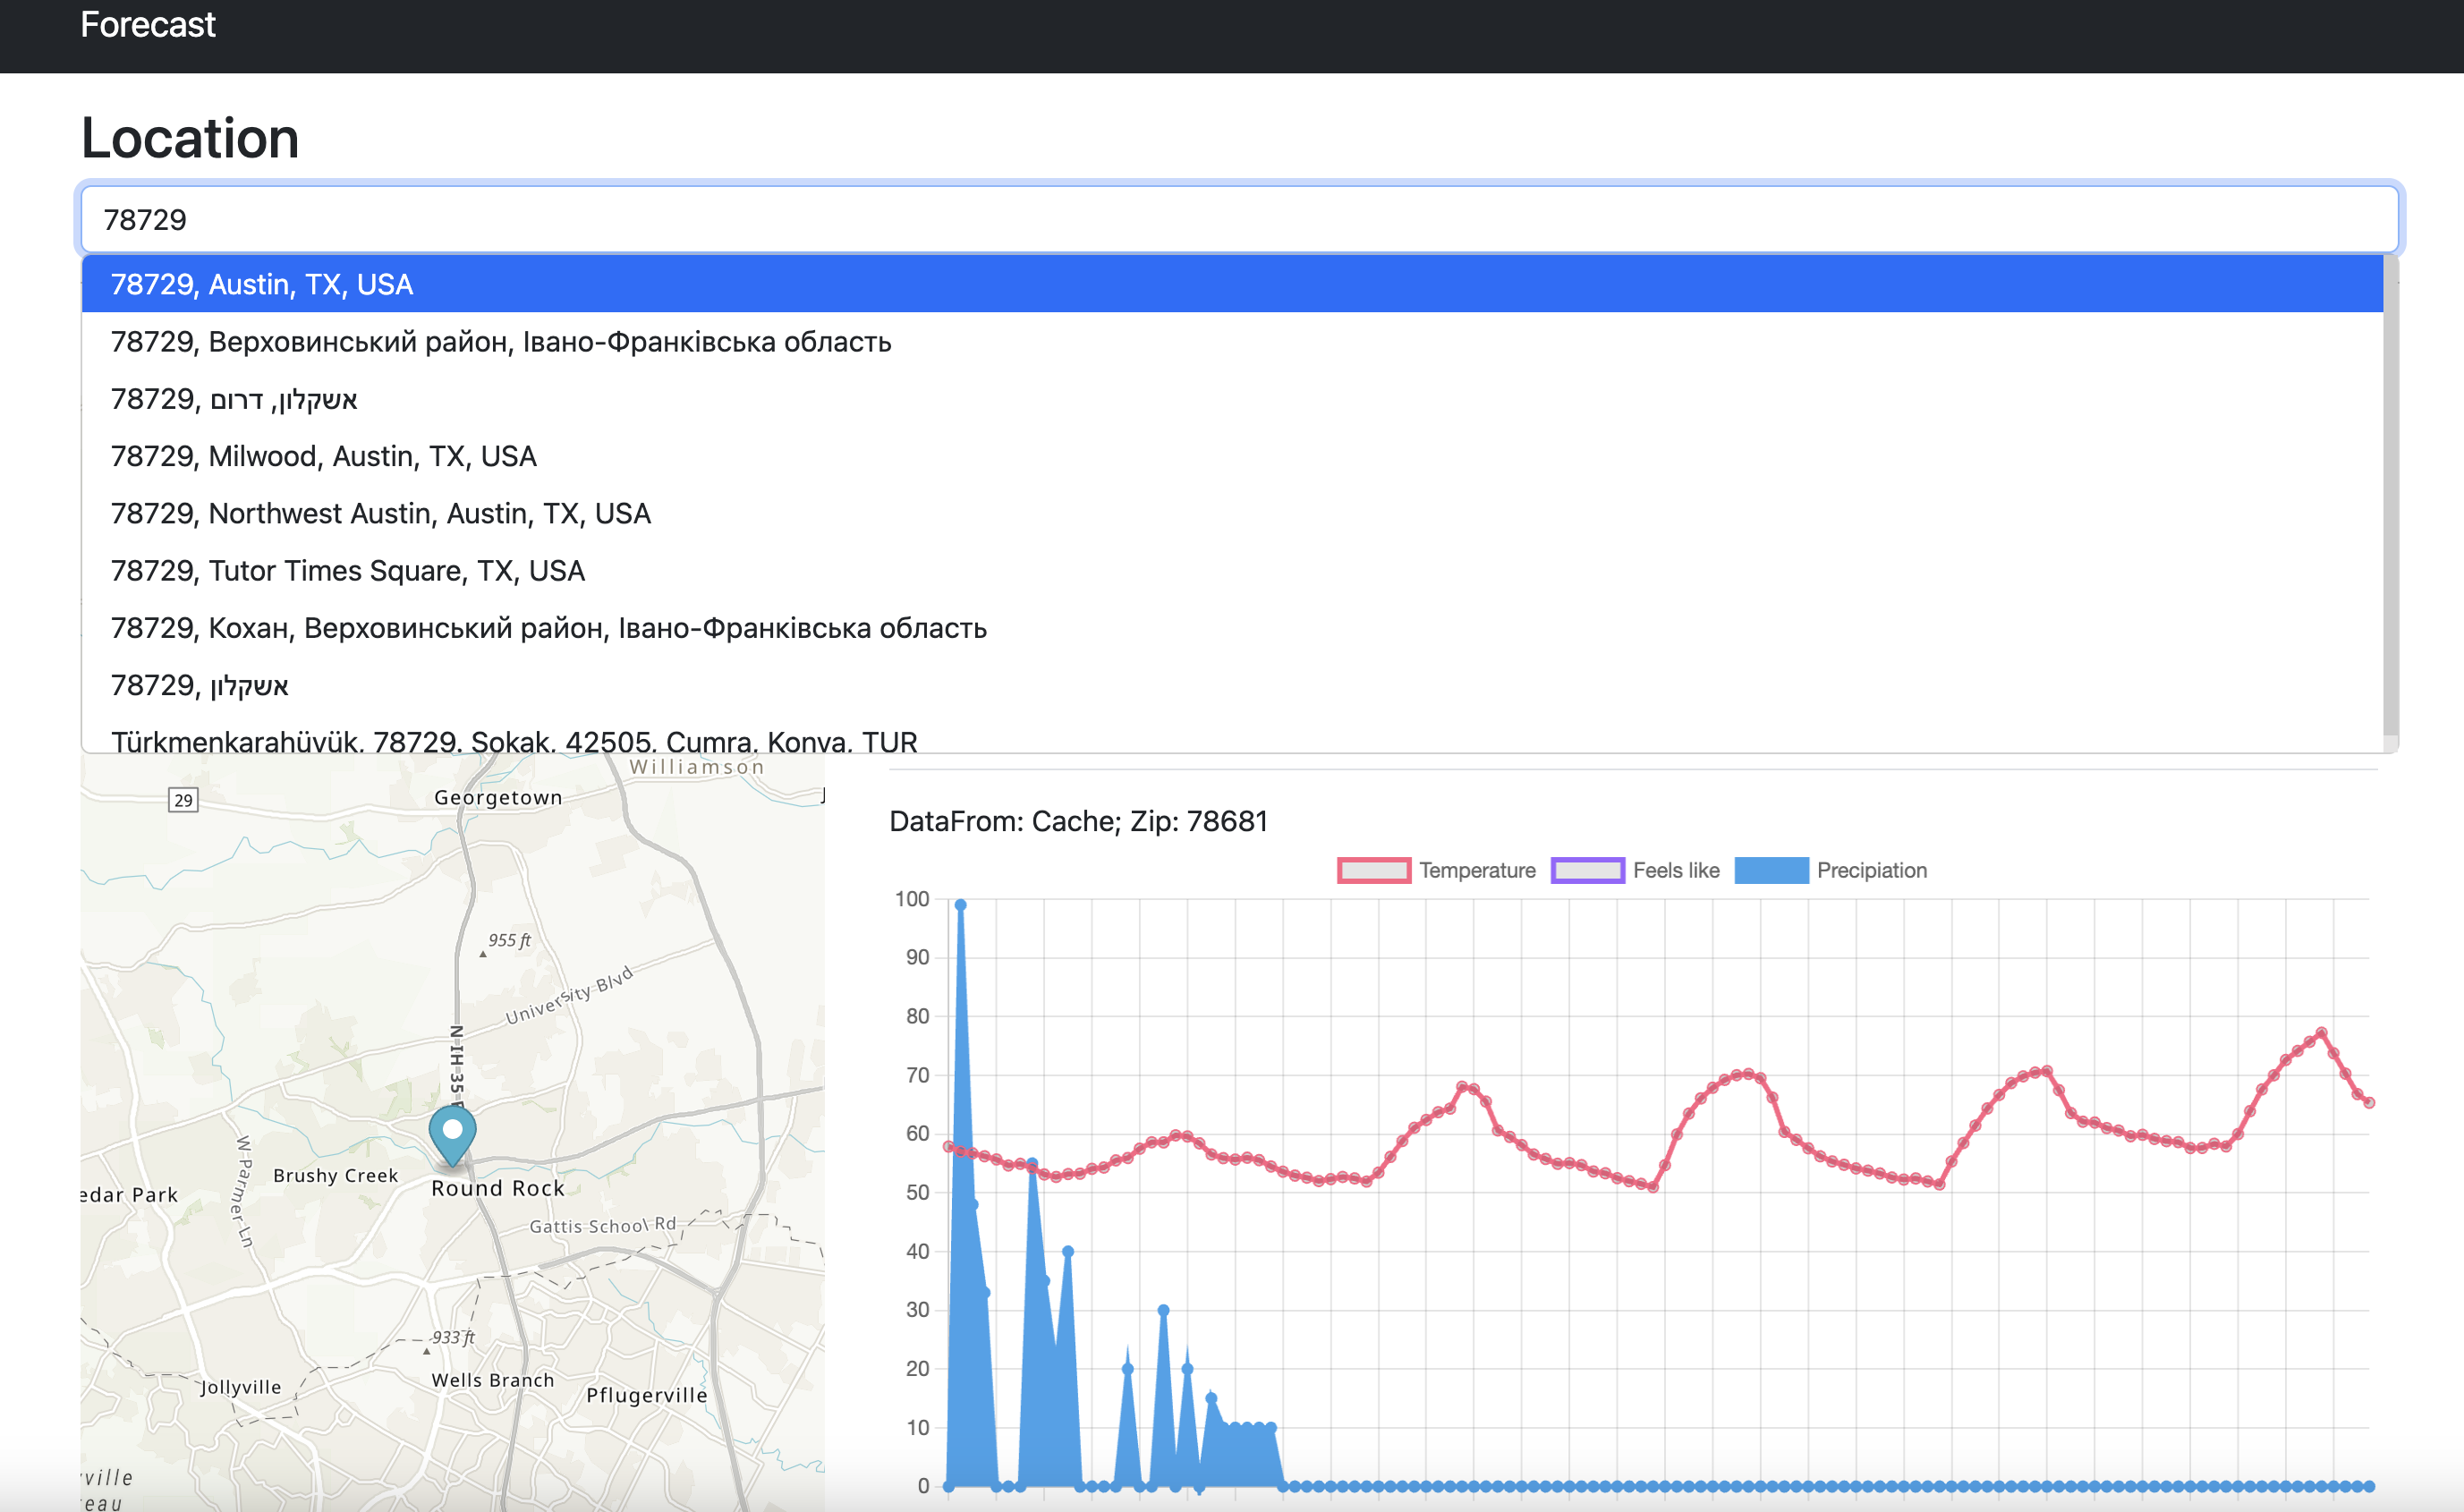 Forecast
Location
78729
78729, Austin, TX, USA
78729, Верховинський район, Івано-Франківська область
78729, אשקלון, דרום
78729, Milwood, Austin, TX, USA
78729, Northwest Austin, Austin, TX, USA
78729, Tutor Times Square, TX, USA
78729, Кохан, Верховинський район, Івано-Франківська область
78729, אשקלון
Türkmenkarahüyük, 78729. Sokak, 42505, Çumra, Konya, TUR
Williamson
29
Georgetown
955 ft
University Blvd
N IH 35
W Parmer Ln
Brushy Creek
edar Park
Round Rock
Gattis School Rd
933 ft
Jollyville
Wells Branch
Pflugerville
ville
eau
DataFrom: Cache; Zip: 78681
Temperature
Feels like
Precipiation
100
90
80
70
60
50
40
30
20
10
0